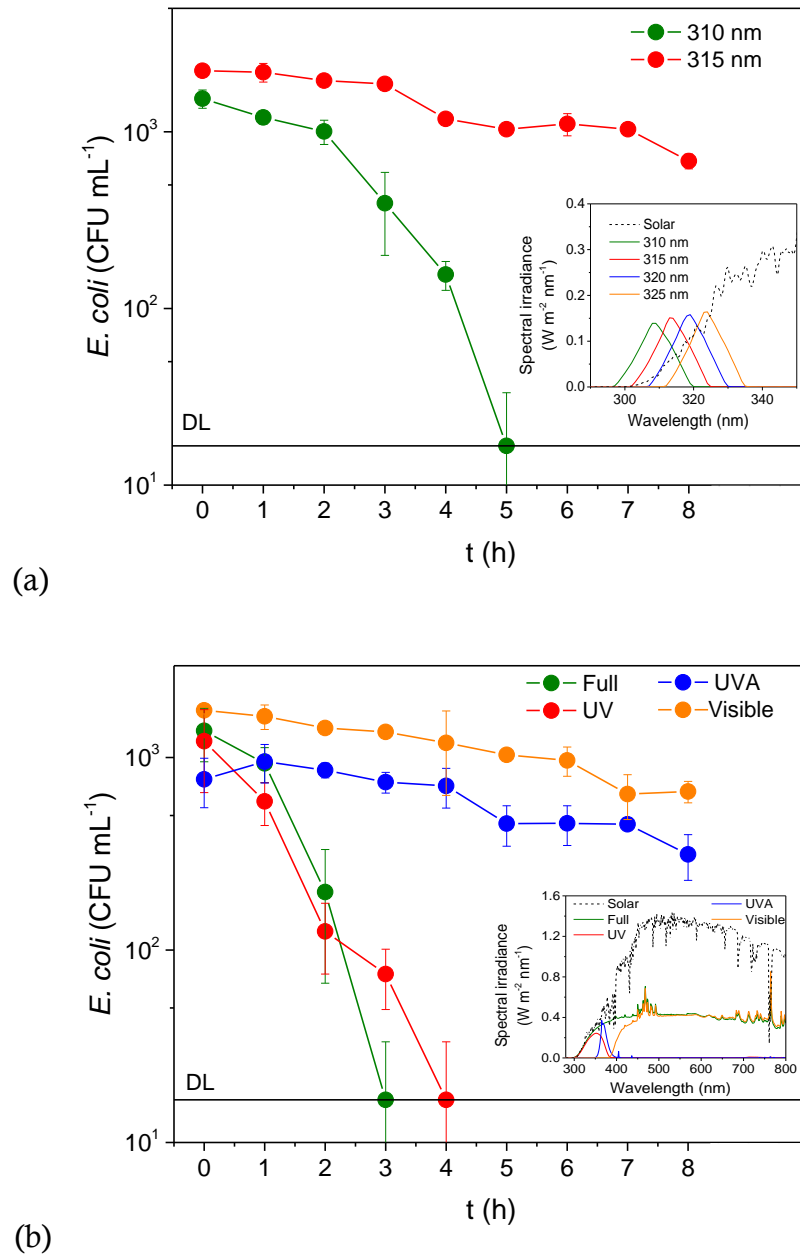 310 nm
315 nm
10³
10²
10¹
E. coli (CFU mL⁻¹)
DL
0 1 2 3 4 5 6 7 8
t (h)
0.4
0.3
0.2
0.1
0.0
Spectral irradiance
(W m⁻² nm⁻¹)
Solar
310 nm
315 nm
320 nm
325 nm
300 320 340
Wavelength (nm)
(a)
Full UVA
UV Visible
10³
10²
10¹
E. coli (CFU mL⁻¹)
DL
0 1 2 3 4 5 6 7 8
t (h)
1.6
1.2
0.8
0.4
0.0
Spectral irradiance
(W m⁻² nm⁻¹)
Solar UVA
Full Visible
UV
300 400 500 600 700 800
Wavelength (nm)
(b)